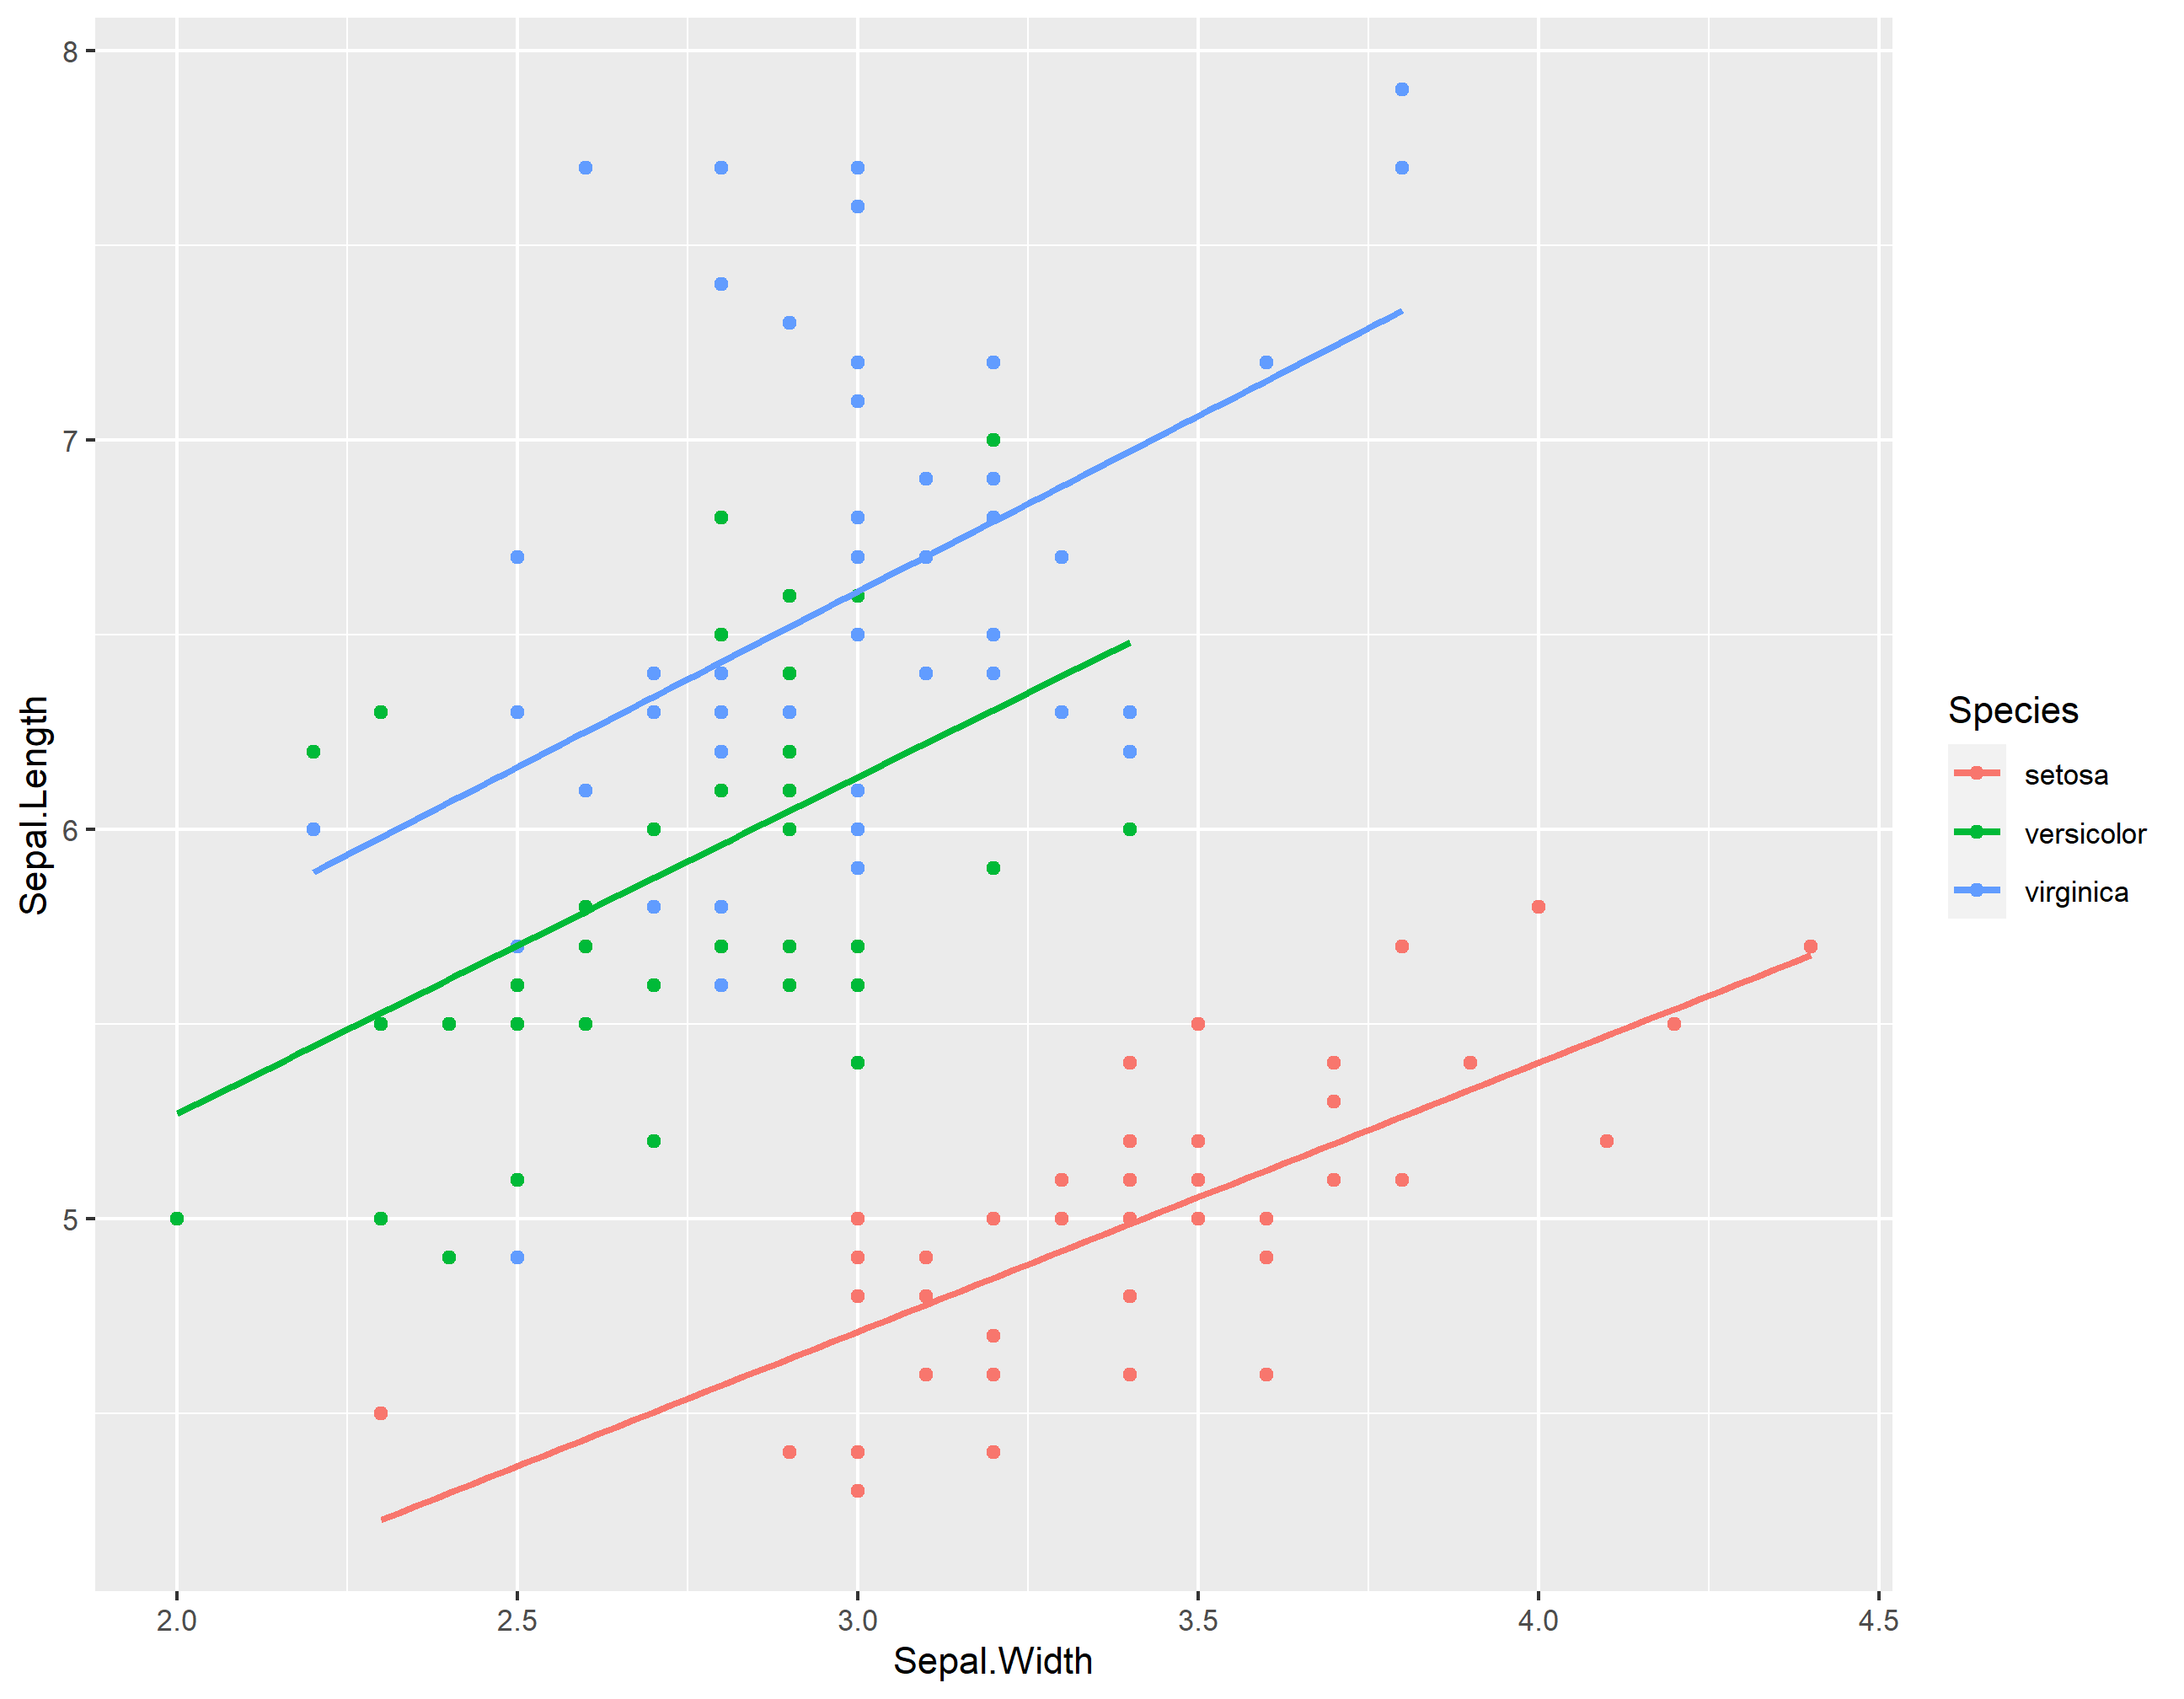 8
7
6
5
Sepal.Length
2.0 2.5 3.0 3.5 4.0 4.5
Sepal.Width
Species
setosa
versicolor
virginica